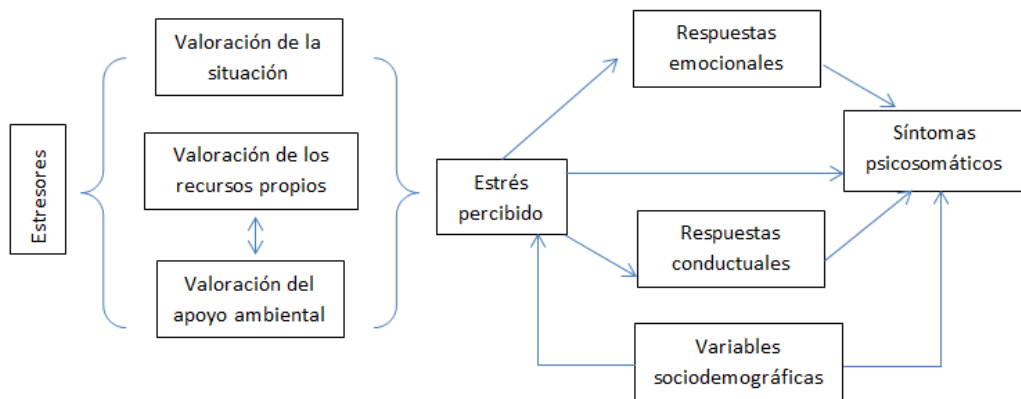 Estresores
Valoración de la
situación
Valoración de los
recursos propios
Valoración del
apoyo ambiental
Estrés
percibido
Respuestas
emocionales
Respuestas
conductuales
Variables
sociodemográficas
Síntomas
psicosomáticos